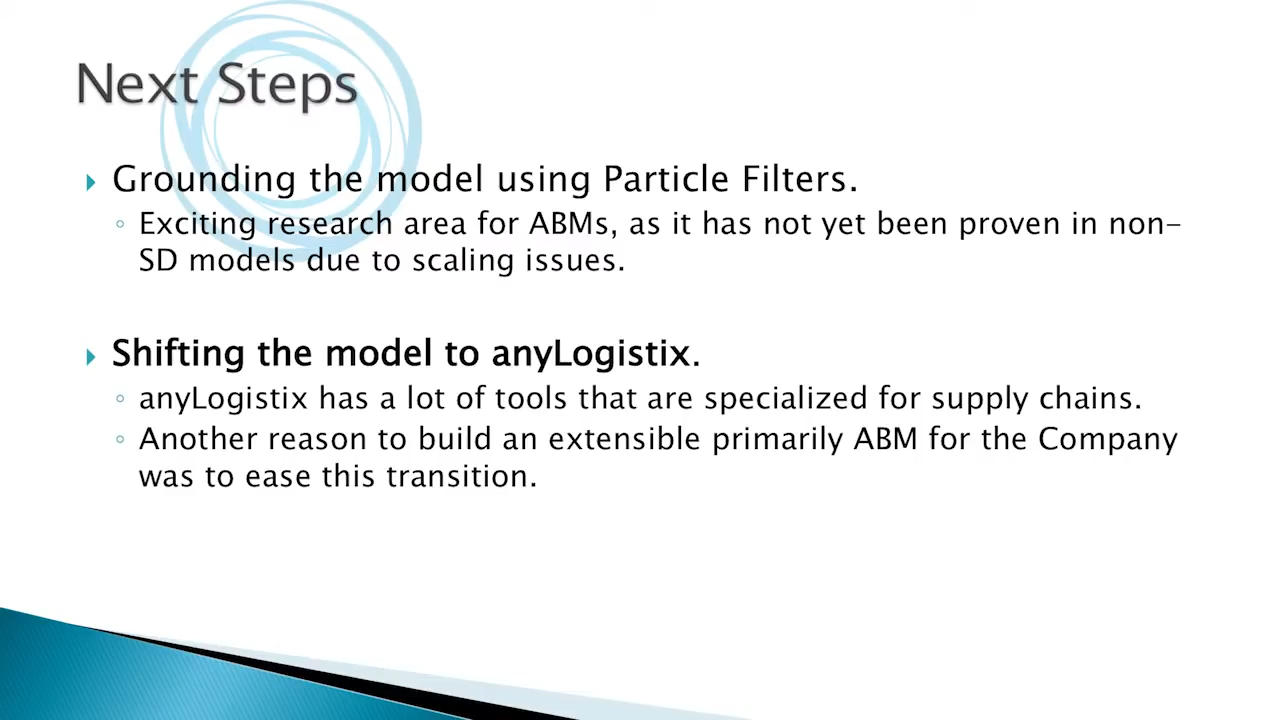 Next Steps
Grounding the model using Particle Filters.
Exciting research area for ABMs, as it has not yet been proven in non-
SD models due to scaling issues.
Shifting the model to anyLogistix.
anyLogistix has a lot of tools that are specialized for supply chains.
Another reason to build an extensible primarily ABM for the Company
was to ease this transition.